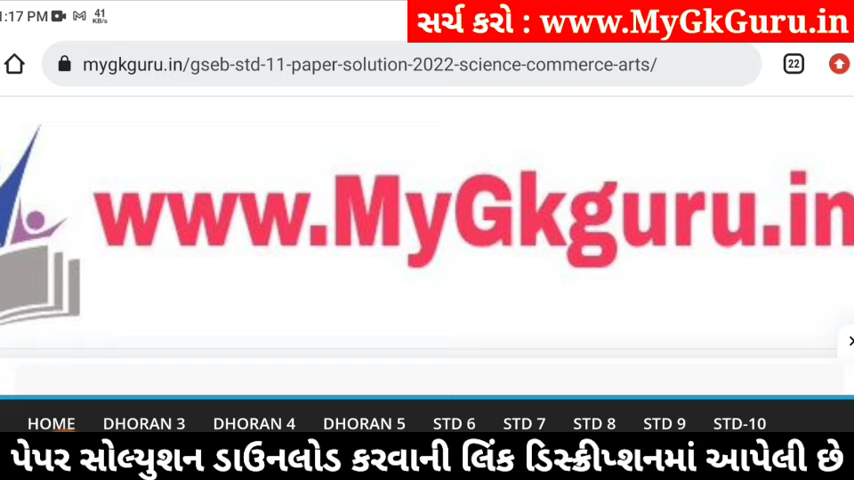 1:17 PM 41 KB/s
સર્ચ કરો : www.MyGkGuru.in
mygkguru.in/gseb-std-11-paper-solution-2022-science-commerce-arts/ 22
www.MyGkguru.in
HOME DHORAN 3 DHORAN 4 DHORAN 5 STD 6 STD 7 STD 8 STD 9 STD-10
પેપર સોલ્યુશન ડાઉનલોડ કરવાની લિંક ડિસ્ક્રીપ્શનમાં આપેલી છે